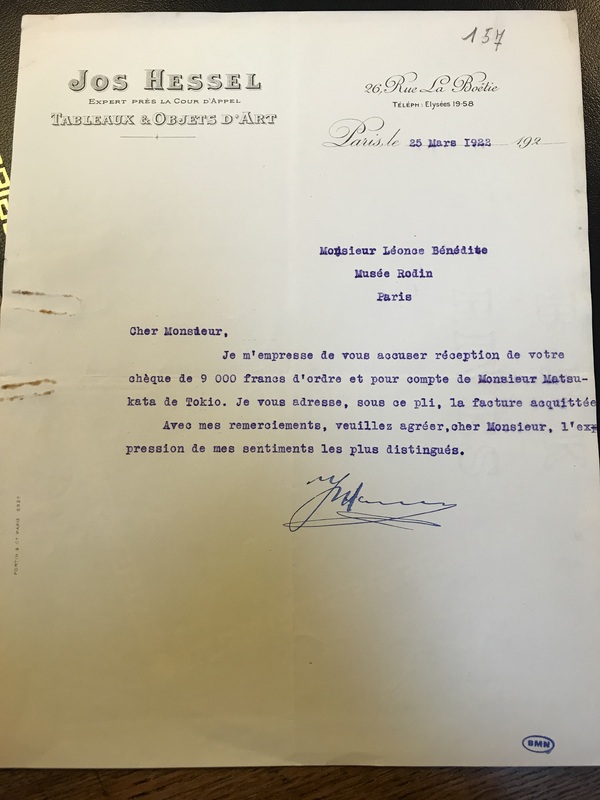 157
JOS HESSEL
EXPERT PRÈS LA COUR D'APPEL
TABLEAUX & OBJETS D'ART
26, Rue La Boëtie
TÉLÉPH: Elysées 19-58
Paris, le 25 Mars 1922 192
Monsieur Léonce Bénédite
Musée Rodin
Paris
Cher Monsieur,
Je m'empresse de vous accuser réception de votre
chèque de 9 000 francs d'ordre et pour compte de Monsieur Matsu-
kata de Tokio. Je vous adresse, sous ce pli, la facture acquittée
Avec mes remerciements, veuillez agréer,cher Monsieur, l'ex-
pression de mes sentiments les plus distingués.
BMN